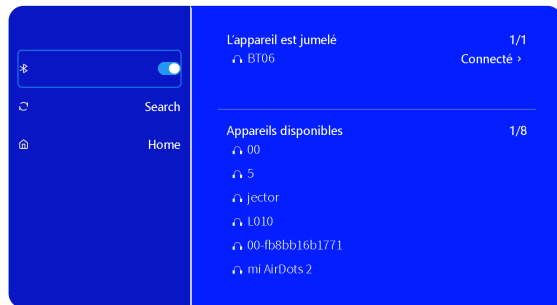 Search
Home
L'appareil est jumelé 1/1
BT06 Connecté ›
Appareils disponibles 1/8
00
5
jector
L010
00-fb8bb16b1771
mi AirDots 2